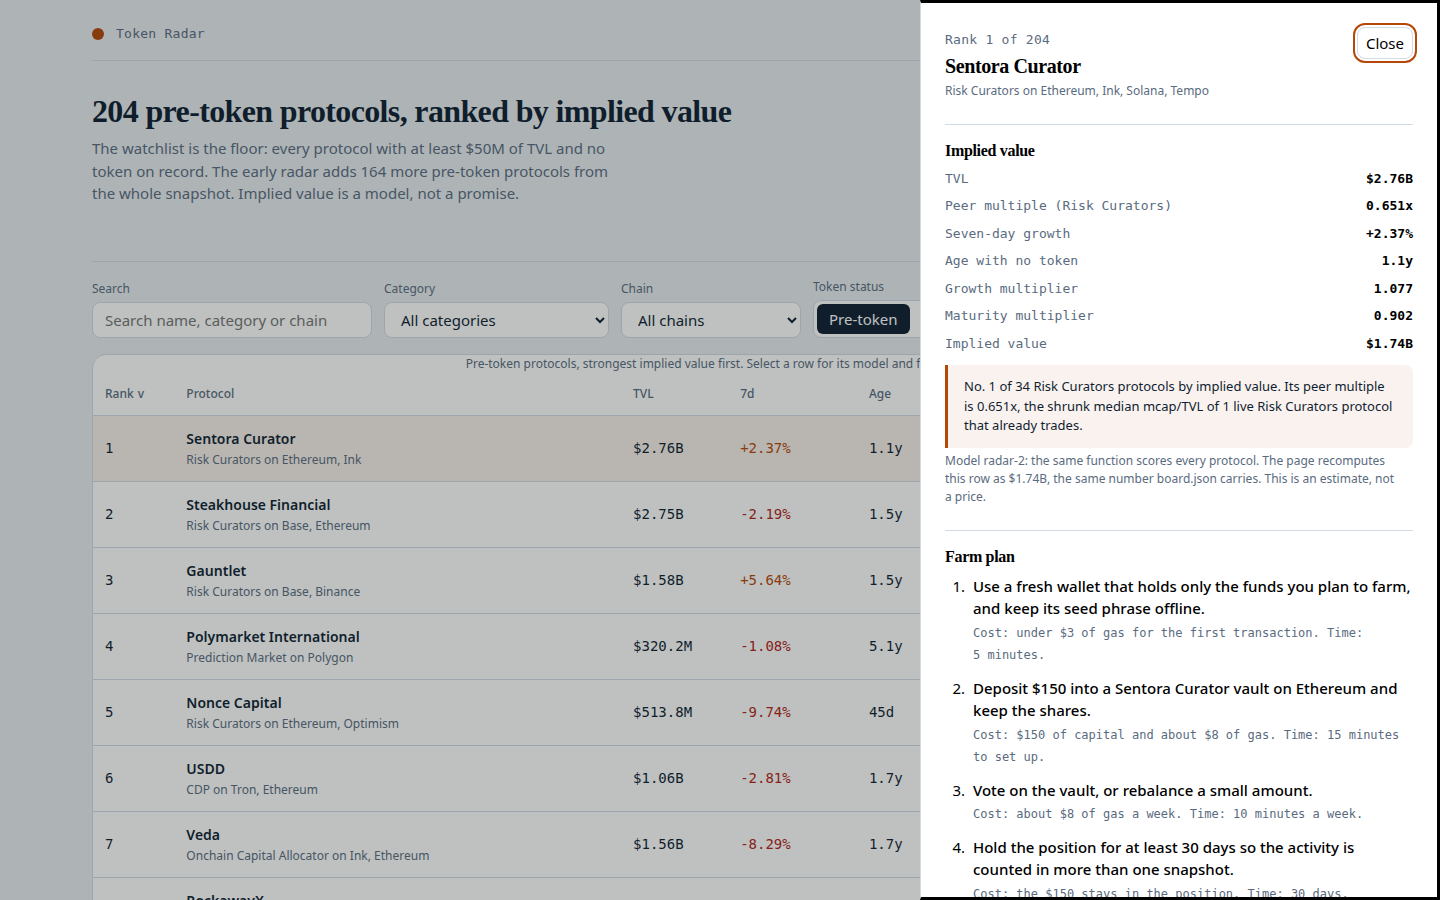 Token Radar
204 pre-token protocols, ranked by implied value
The watchlist is the floor: every protocol with at least $50M of TVL and no
token on record. The early radar adds 164 more pre-token protocols from
the whole snapshot. Implied value is a model, not a promise.
Search
Category
Chain
Token status
Search name, category or chain
All categories
All chains
Pre-token
Pre-token protocols, strongest implied value first. Select a row for its model and f
Rank v Protocol TVL 7d Age
1 Sentora Curator $2.76B +2.37% 1.1y
Risk Curators on Ethereum, Ink
2 Steakhouse Financial $2.75B -2.19% 1.5y
Risk Curators on Base, Ethereum
3 Gauntlet $1.58B +5.64% 1.5y
Risk Curators on Base, Binance
4 Polymarket International $320.2M -1.08% 5.1y
Prediction Market on Polygon
5 Nonce Capital $513.8M -9.74% 45d
Risk Curators on Ethereum, Optimism
6 USDD $1.06B -2.81% 1.7y
CDP on Tron, Ethereum
7 Veda $1.56B -8.29% 1.7y
Onchain Capital Allocator on Ink, Ethereum
RockawayX
Rank 1 of 204
Close
Sentora Curator
Risk Curators on Ethereum, Ink, Solana, Tempo
Implied value
TVL $2.76B
Peer multiple (Risk Curators) 0.651x
Seven-day growth +2.37%
Age with no token 1.1y
Growth multiplier 1.077
Maturity multiplier 0.902
Implied value $1.74B
No. 1 of 34 Risk Curators protocols by implied value. Its peer multiple
is 0.651x, the shrunk median mcap/TVL of 1 live Risk Curators protocol
that already trades.
Model radar-2: the same function scores every protocol. The page recomputes
this row as $1.74B, the same number board.json carries. This is an estimate, not
a price.
Farm plan
1. Use a fresh wallet that holds only the funds you plan to farm,
and keep its seed phrase offline.
Cost: under $3 of gas for the first transaction. Time:
5 minutes.
2. Deposit $150 into a Sentora Curator vault on Ethereum and
keep the shares.
Cost: $150 of capital and about $8 of gas. Time: 15 minutes
to set up.
3. Vote on the vault, or rebalance a small amount.
Cost: about $8 of gas a week. Time: 10 minutes a week.
4. Hold the position for at least 30 days so the activity is
counted in more than one snapshot.
Cost: the $150 stays in the position. Time: 30 days.